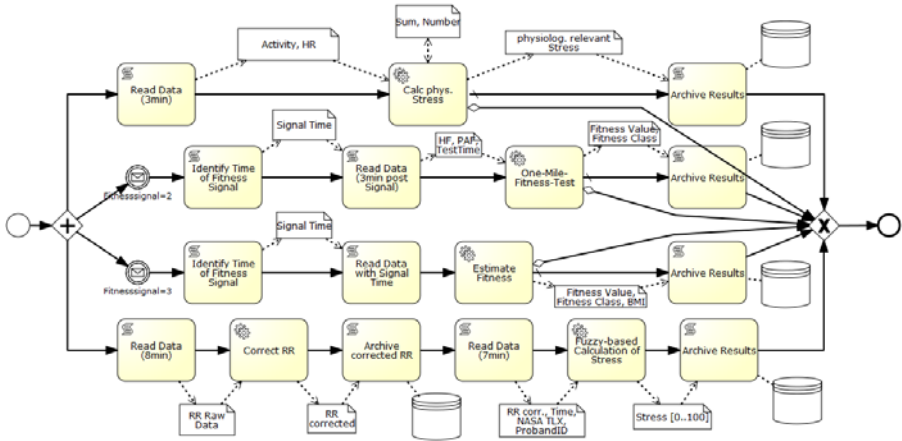 Sum, Number
Activity, HR
physiolog. relevant
Stress
Read Data
(3min)
Calc phys.
Stress
Archive Results
Signal Time
HF, PAF,
TestTime
Fitness Value,
Fitness Class
Fitnesssignal=2
Identify Time
of Fitness
Signal
Read Data
(3min post
Signal)
One-Mile-
Fitness-Test
Archive Results
Signal Time
Fitnesssignal=3
Identify Time
of Fitness
Signal
Read Data
with Signal
Time
Estimate
Fitness
Archive Results
Fitness Value,
Fitness Class, BMI
Read Data
(8min)
Correct RR
Archive
corrected RR
Read Data
(7min)
Fuzzy-based
Calculation of
Stress
Archive Results
RR Raw
Data
RR
corrected
RR corr., Time,
NASA TLX,
ProbandID
Stress [0..100]